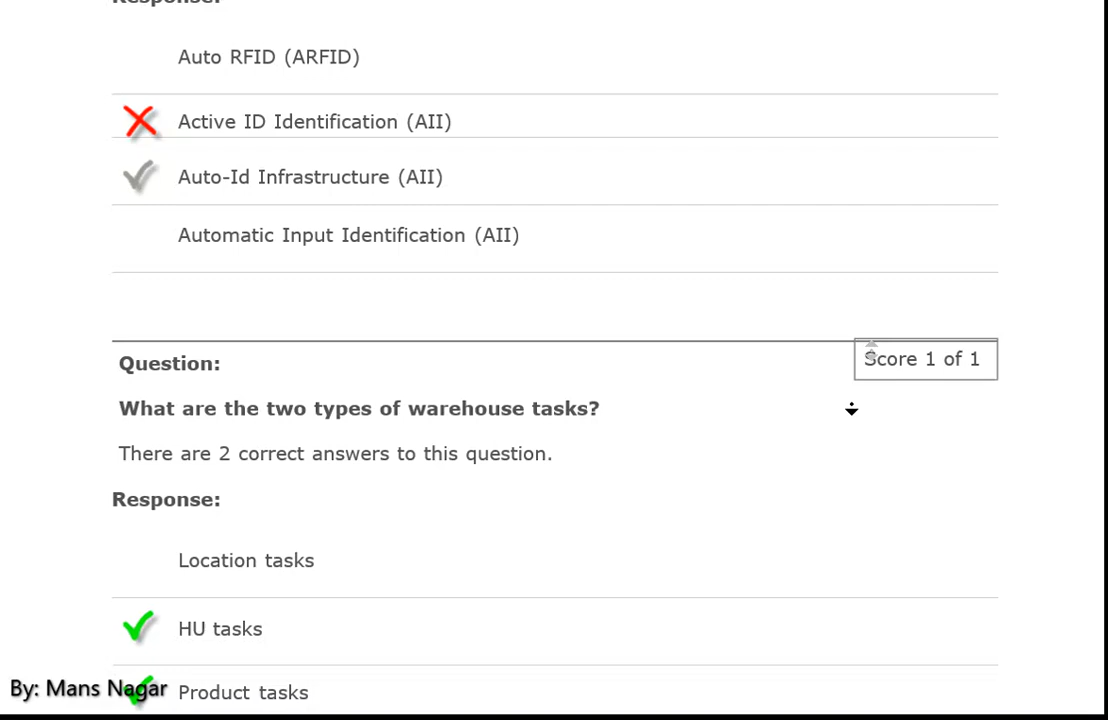 Response:
Auto RFID (ARFID)
Active ID Identification (AII)
Auto-Id Infrastructure (AII)
Automatic Input Identification (AII)
Question:
Score 1 of 1
What are the two types of warehouse tasks?
There are 2 correct answers to this question.
Response:
Location tasks
HU tasks
Product tasks
By: Mans Nagar